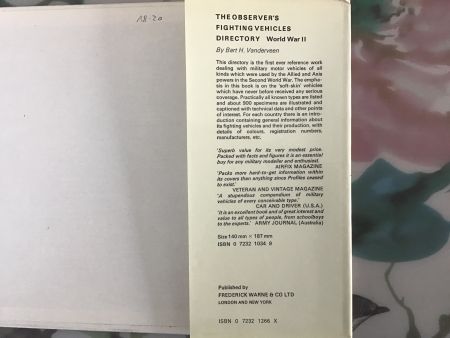 18-20
THE OBSERVER'S
FIGHTING VEHICLES
DIRECTORY World War II
By Bart H. Vanderveen
This directory is the first ever reference work
dealing with military motor vehicles of all
kinds which were used by the Allied and Axis
powers in the Second World War. The empha-
sis in this book is on the 'soft-skin' vehicles
which have never before received any serious
coverage. Practically all known types are listed
and about 900 specimens are illustrated and
captioned with technical data and other points
of interest. For each country there is an intro-
duction containing general information about
its fighting vehicles and their production, with
details of colours, registration numbers,
manufacturers, etc.
'Superb value for its very modest price.
Packed with facts and figures it is an essential
buy for any military modeller and enthusiast.
AIRFIX MAGAZINE
'Packs more hard-to-get information within
its covers than anything since Profiles ceased
to exist.'
VETERAN AND VINTAGE MAGAZINE
'A stupendous compendium of military
vehicles of every conceivable type.'
CAR AND DRIVER (U.S.A.)
'It is an excellent book and of great interest and
value to all types of people, from schoolboys
to the experts.' ARMY JOURNAL (Australia)
Size 140 mm × 187 mm
ISBN 0 7232 1034 9
Published by
FREDERICK WARNE & CO LTD
LONDON AND NEW YORK
ISBN 0 7232 1266 X